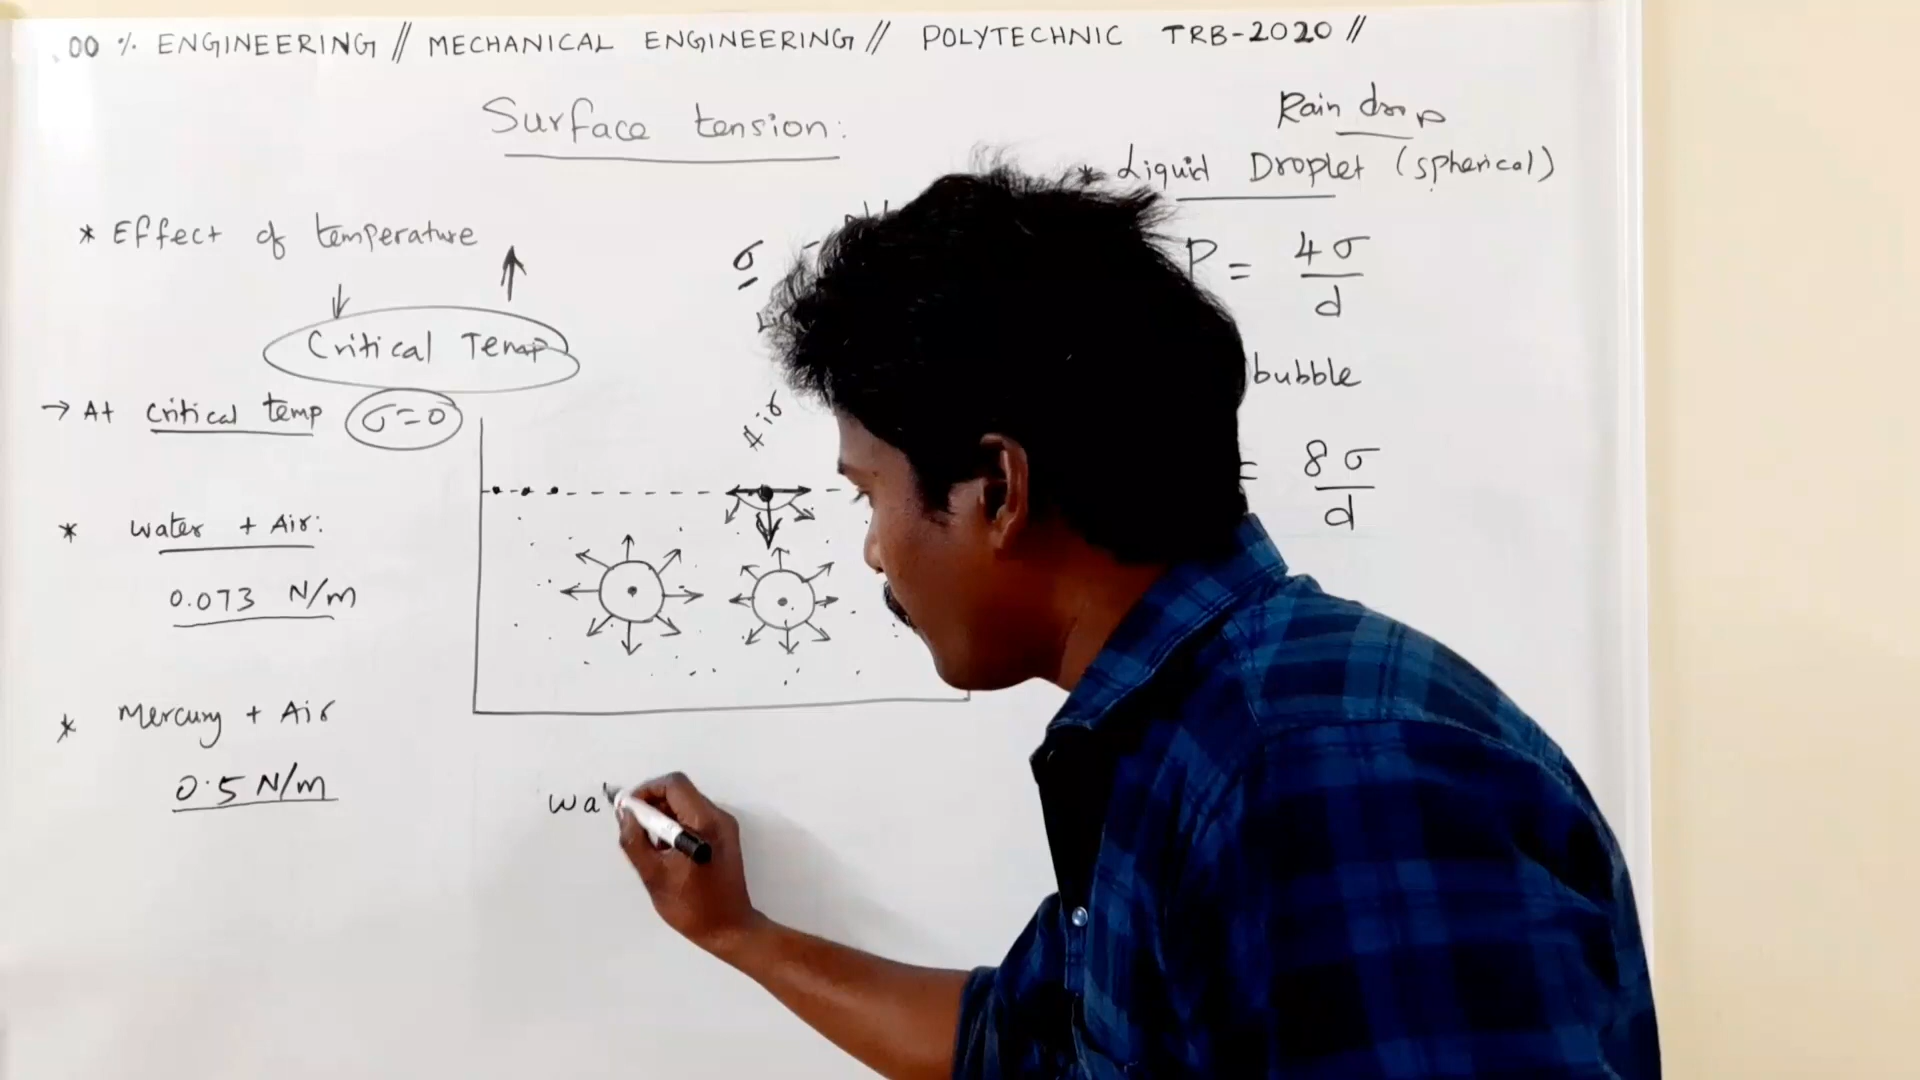 00 % ENGINEERING // MECHANICAL ENGINEERING // POLYTECHNIC TRB-2020 //
Surface tension:
* Effect of temperature
Critical Temp
→ At critical temp σ=0
* water + Air:
0.073 N/m
* Mercury + Air
0.5 N/m
σ
Air
wa
Rain drop
* Liquid Droplet (spherical)
P = 4σ/d
bubble
= 8σ/d